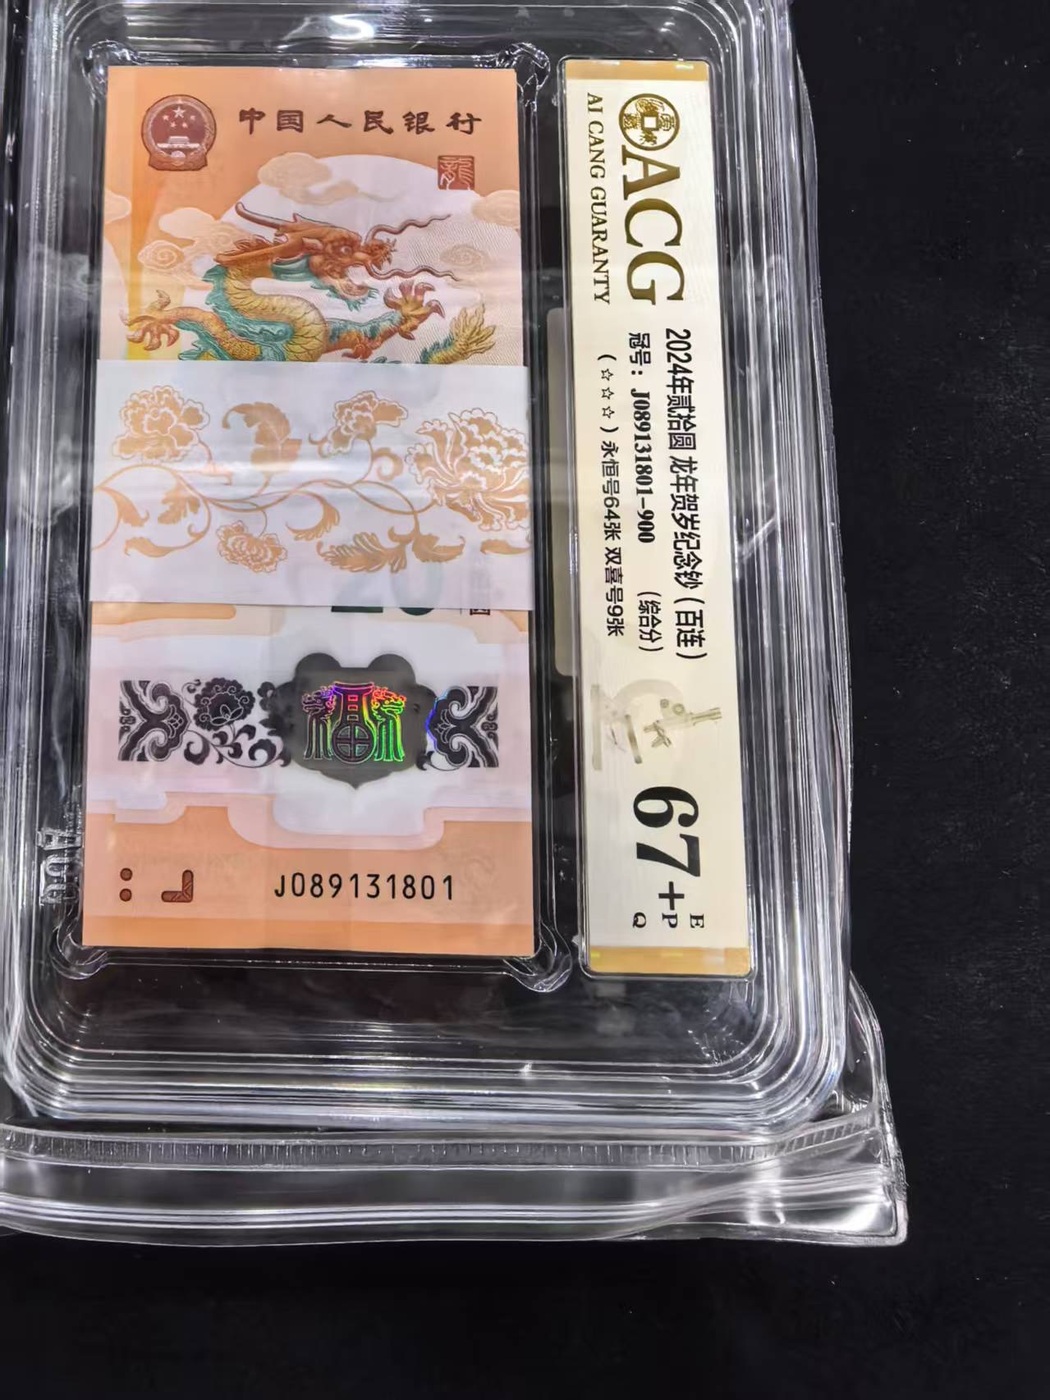 中国人民银行
龍
J089131801
ACG
AI CANG GUARANTY
2024年贰拾圆 龙年贺岁纪念钞（百连）
冠号：J089131801-900 （综合分）
（☆☆☆）永恒号64张 双喜号9张
67+
E
P
Q